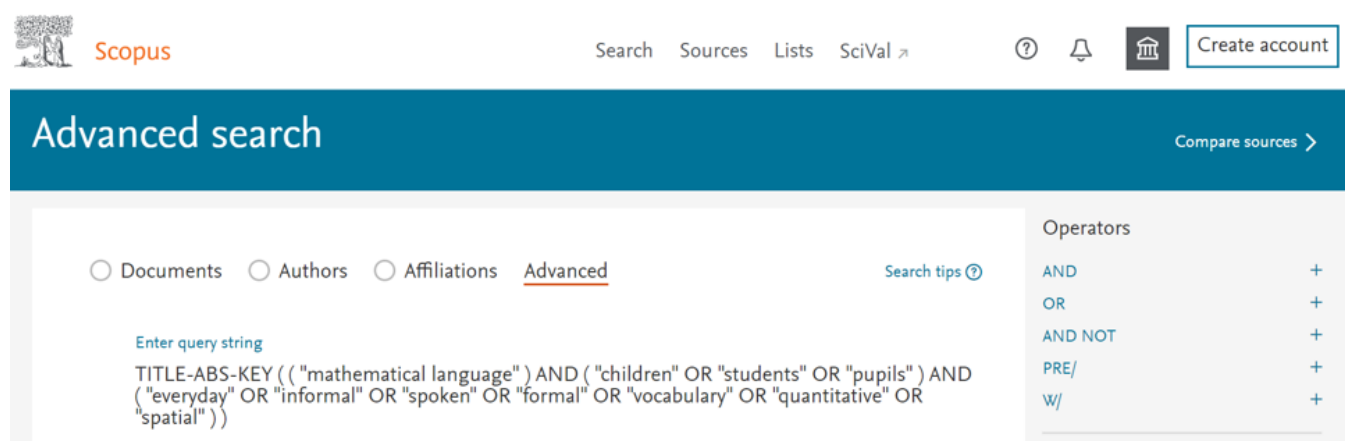 Scopus
Search Sources Lists SciVal ↗
Create account
Advanced search
Compare sources
Documents Authors Affiliations Advanced
Search tips
Enter query string
TITLE-ABS-KEY ( ( "mathematical language" ) AND ( "children" OR "students" OR "pupils" ) AND
( "everyday" OR "informal" OR "spoken" OR "formal" OR "vocabulary" OR "quantitative" OR
"spatial" ) )
Operators
AND +
OR +
AND NOT +
PRE/ +
W/ +